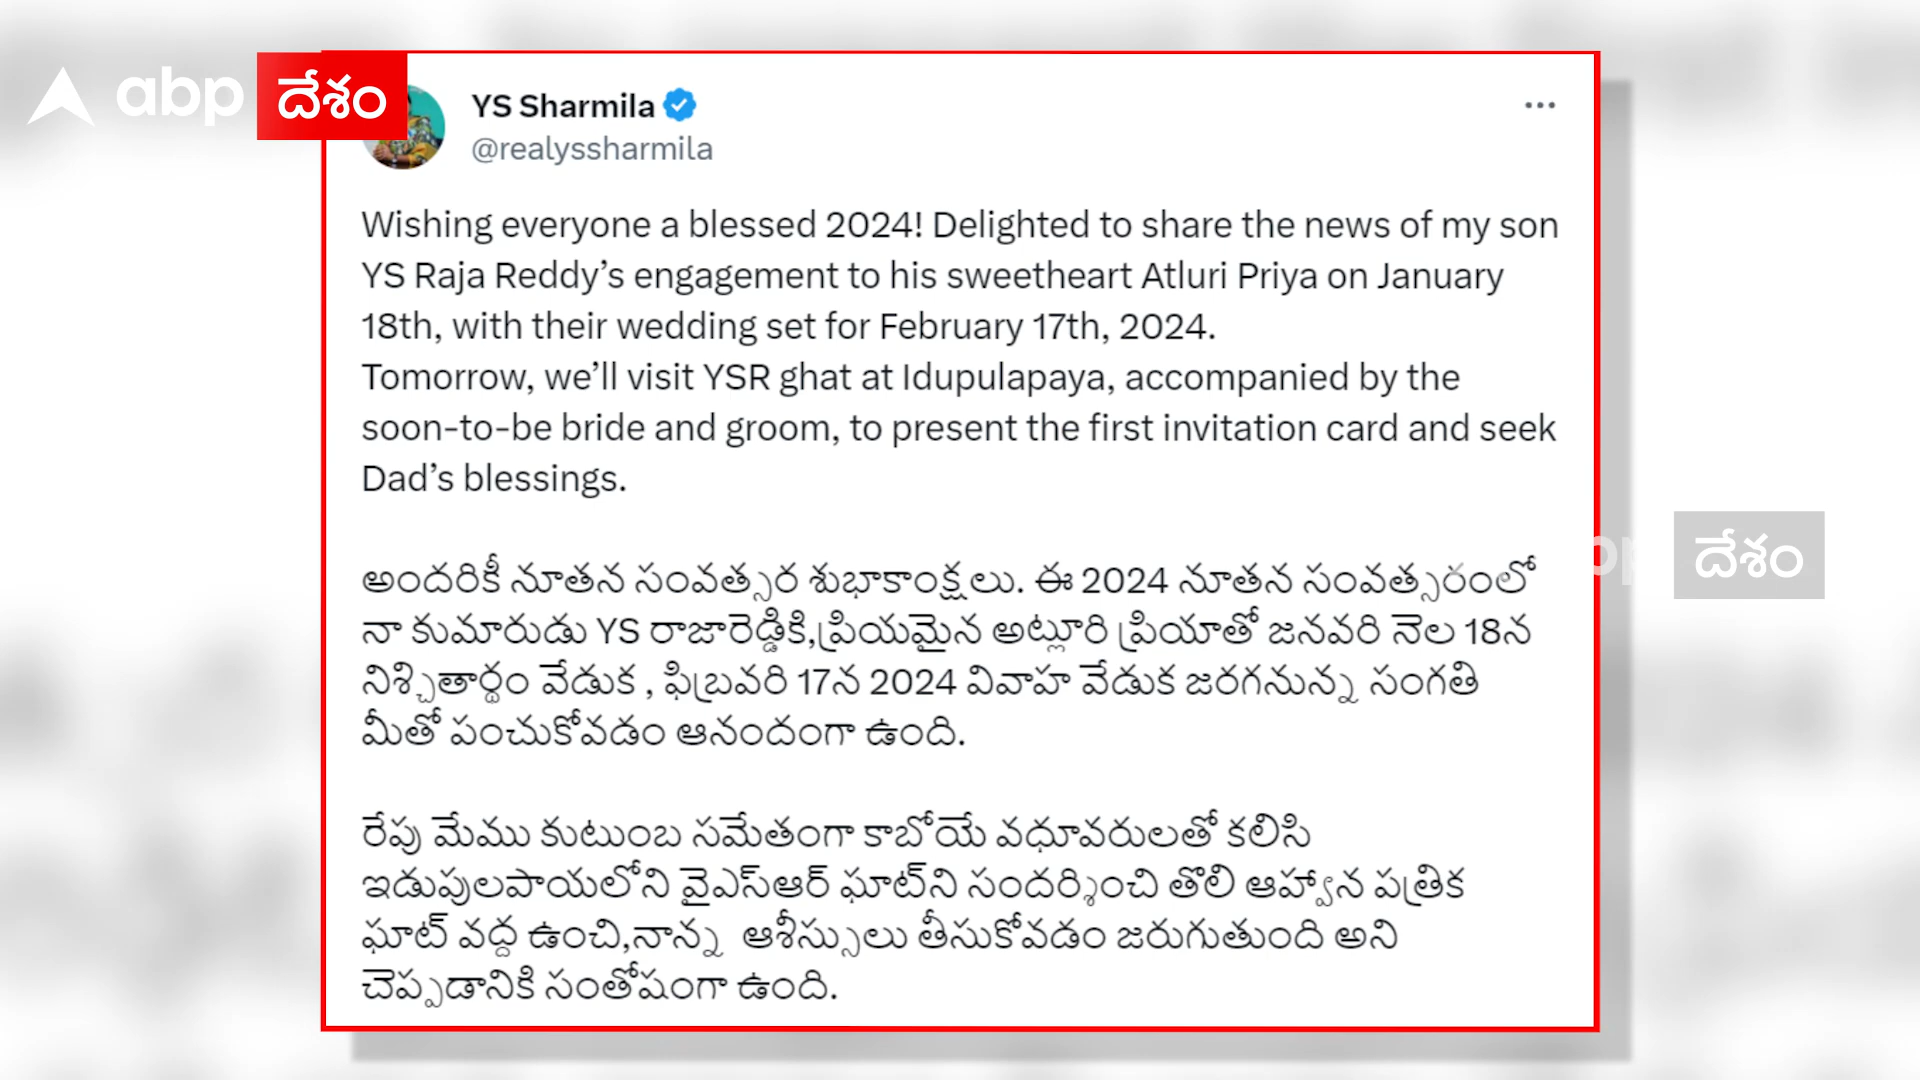 abp దేశం
YS Sharmila
@realyssharmila
Wishing everyone a blessed 2024! Delighted to share the news of my son
YS Raja Reddy’s engagement to his sweetheart Atluri Priya on January
18th, with their wedding set for February 17th, 2024.
Tomorrow, we’ll visit YSR ghat at Idupulapaya, accompanied by the
soon-to-be bride and groom, to present the first invitation card and seek
Dad’s blessings.
అందరికీ నూతన సంవత్సర శుభాకాంక్షలు. ఈ 2024 నూతన సంవత్సరంలో
నా కుమారుడు YS రాజారెడ్డికి,ప్రియమైన అట్లూరి ప్రియాతో జనవరి నెల 18న
నిశ్చితార్థం వేడుక , ఫిబ్రవరి 17న 2024 వివాహ వేడుక జరగనున్న సంగతి
మీతో పంచుకోవడం ఆనందంగా ఉంది.
రేపు మేము కుటుంబ సమేతంగా కాబోయే వధూవరులతో కలిసి
ఇడుపులపాయలోని వైఎస్ఆర్ ఘాట్‌ని సందర్శించి తొలి ఆహ్వాన పత్రిక
ఘాట్ వద్ద ఉంచి,నాన్న ఆశీస్సులు తీసుకోవడం జరుగుతుంది అని
చెప్పడానికి సంతోషంగా ఉంది.
దేశం